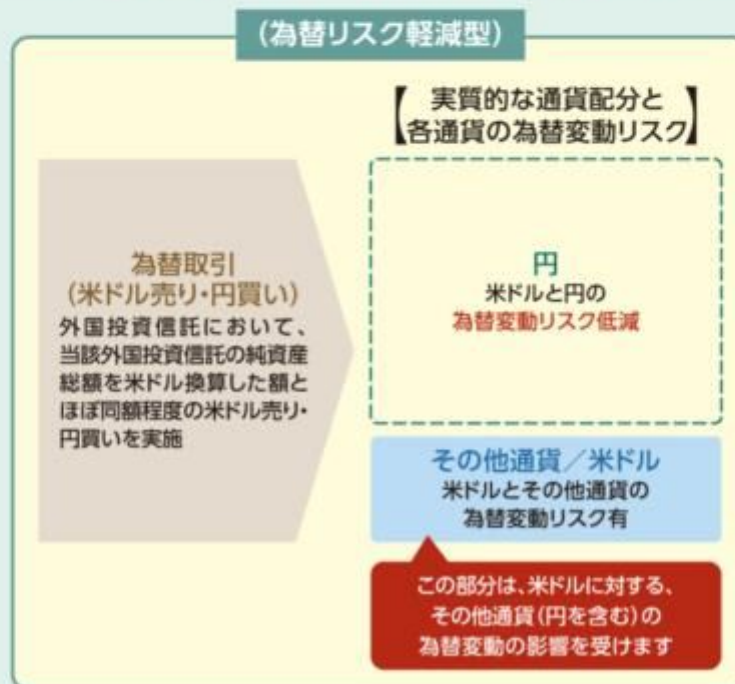 (為替リスク軽減型)
【実質的な通貨配分と
各通貨の為替変動リスク】
為替取引
(米ドル売り・円買い)
外国投資信託において、
当該外国投資信託の純資産
総額を米ドル換算した額と
ほぼ同額程度の米ドル売り・
円買いを実施
円
米ドルと円の
為替変動リスク低減
その他通貨／米ドル
米ドルとその他通貨の
為替変動リスク有
この部分は、米ドルに対する、
その他通貨(円を含む)の
為替変動の影響を受けます